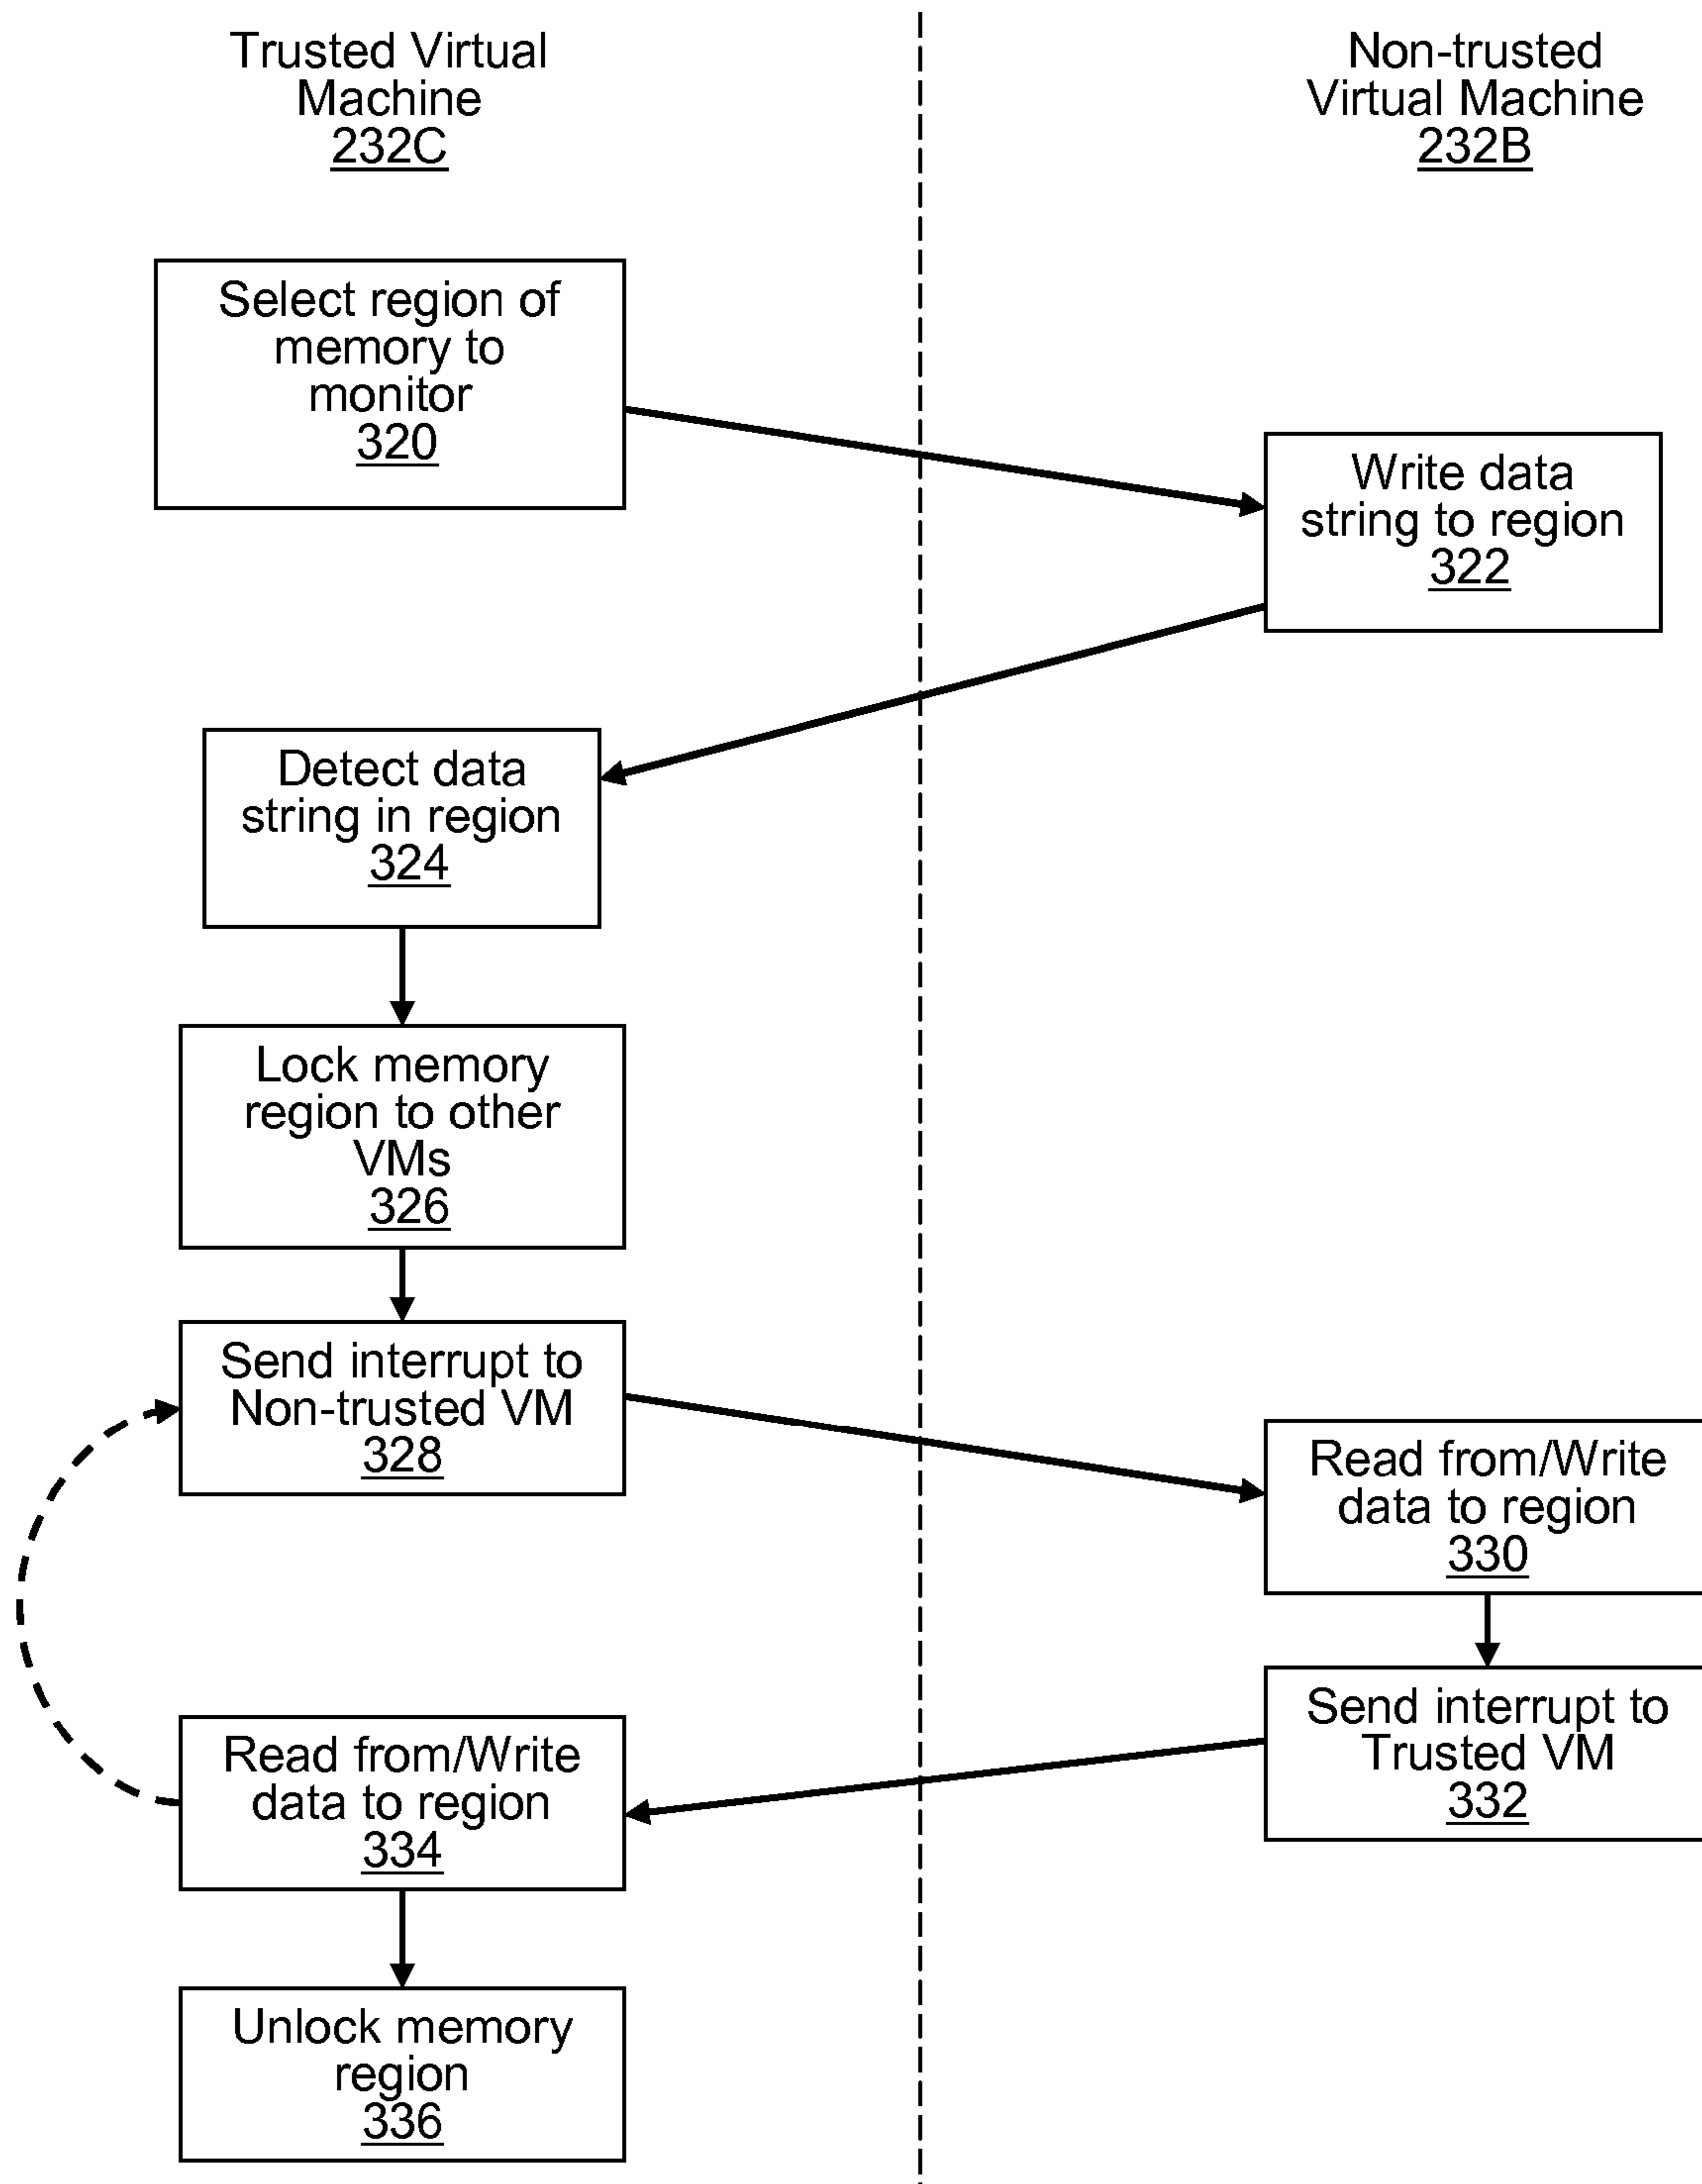 Trusted Virtual
Machine
232C
Non-trusted
Virtual Machine
232B
Select region of
memory to
monitor
320
Write data
string to region
322
Detect data
string in region
324
Lock memory
region to other
VMs
326
Send interrupt to
Non-trusted VM
328
Read from/Write
data to region
330
Send interrupt to
Trusted VM
332
Read from/Write
data to region
334
Unlock memory
region
336